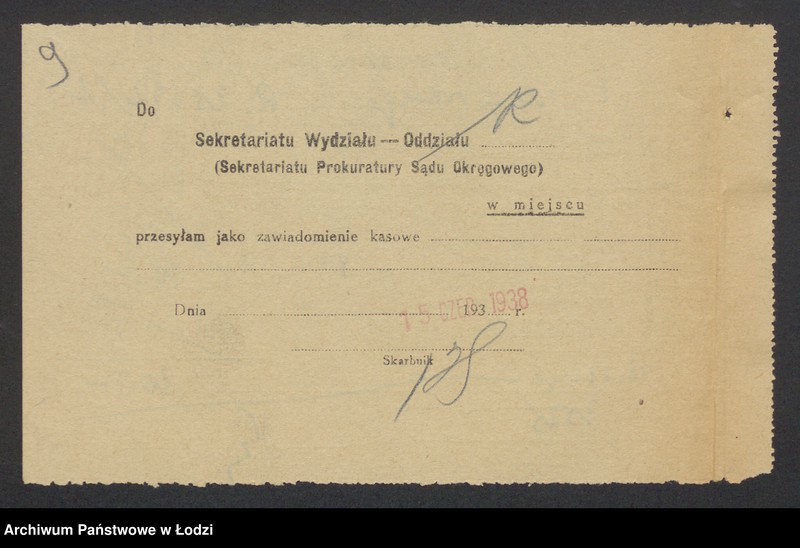 9
Do
Sekretariatu Wydziału — Oddziału R
(Sekretariatu Prokuratury Sądu Okręgowego)
w miejscu
przesyłam jako zawiadomienie kasowe
Dnia 15 CZER. 1938 193 r.
Skarbnik
Archiwum Państwowe w Łodzi